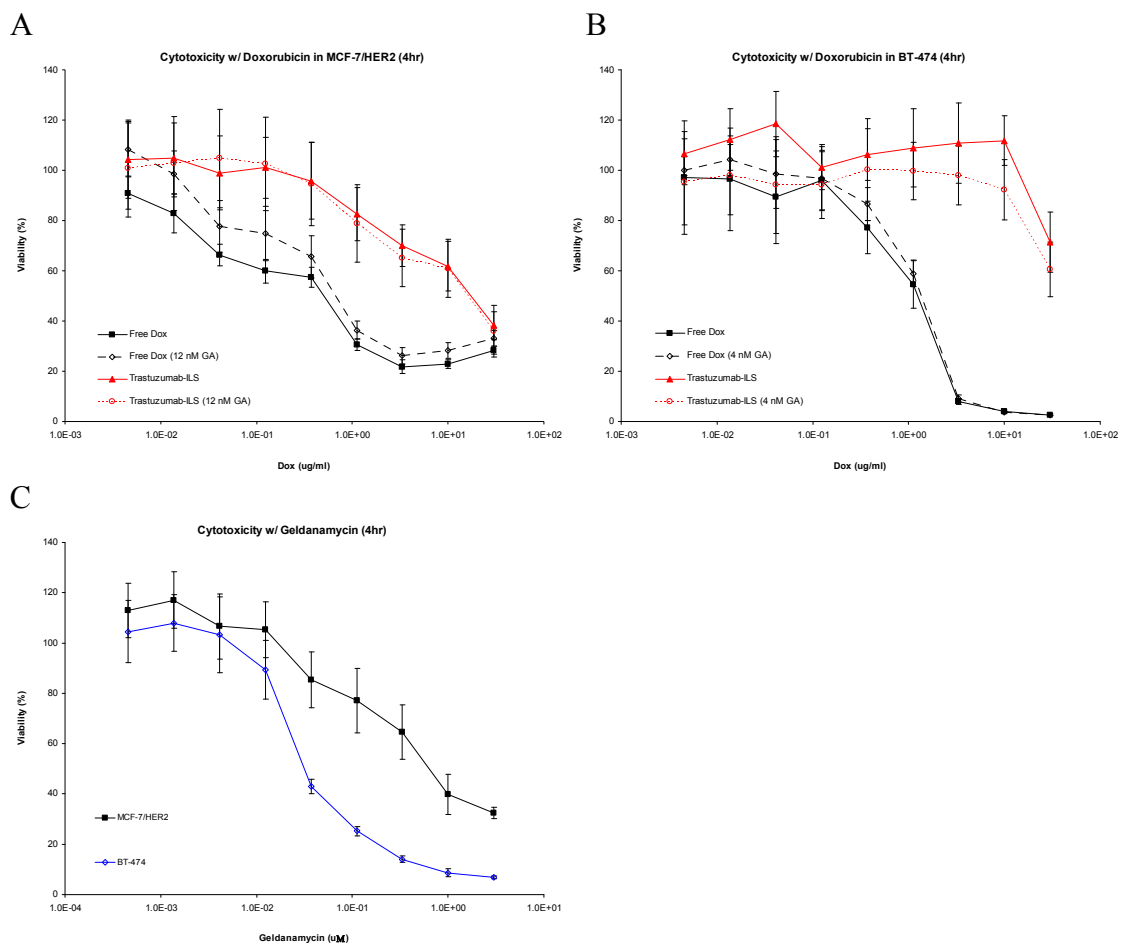 A
Cytotoxicity w/ Doxorubicin in MCF-7/HER2 (4hr)
140
120
100
80
60
40
20
0
Viability (%)
Free Dox
Free Dox (12 nM GA)
Trastuzumab-ILS
Trastuzumab-ILS (12 nM GA)
1.0E-03
1.0E-02
1.0E-01
1.0E+00
1.0E+01
1.0E+02
Dox (ug/ml)
B
Cytotoxicity w/ Doxorubicin in BT-474 (4hr)
140
120
100
80
60
40
20
0
Viability (%)
Free Dox
Free Dox (4 nM GA)
Trastuzumab-ILS
Trastuzumab-ILS (4 nM GA)
1.0E-03
1.0E-02
1.0E-01
1.0E+00
1.0E+01
1.0E+02
Dox (ug/ml)
C
Cytotoxicity w/ Geldanamycin (4hr)
140
120
100
80
60
40
20
0
Viability (%)
MCF-7/HER2
BT-474
1.0E-04
1.0E-03
1.0E-02
1.0E-01
1.0E+00
1.0E+01
Geldanamycin (uM)